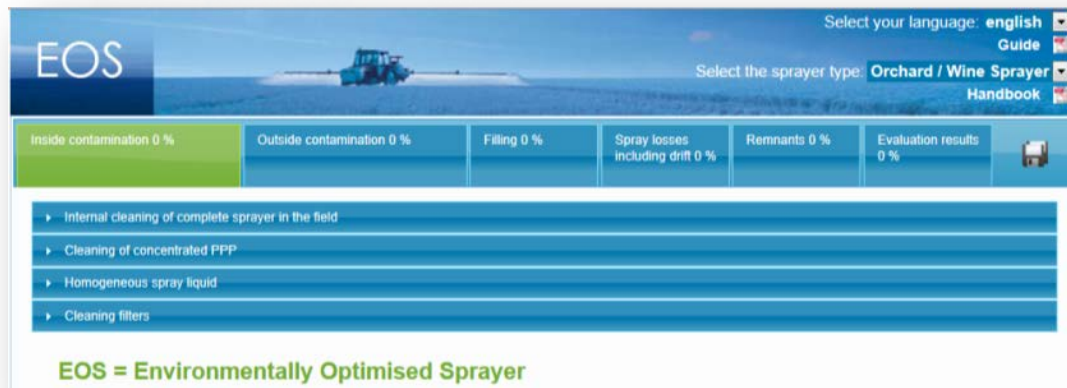 Select your language: english
EOS
Guide
Select the sprayer type: Orchard / Wine Sprayer
Handbook
Inside contamination 0 %
Outside contamination 0 %
Filling 0 %
Spray losses
including drift 0 %
Remnants 0 %
Evaluation results
0 %
Internal cleaning of complete sprayer in the field
Cleaning of concentrated PPP
Homogeneous spray liquid
Cleaning filters
EOS = Environmentally Optimised Sprayer